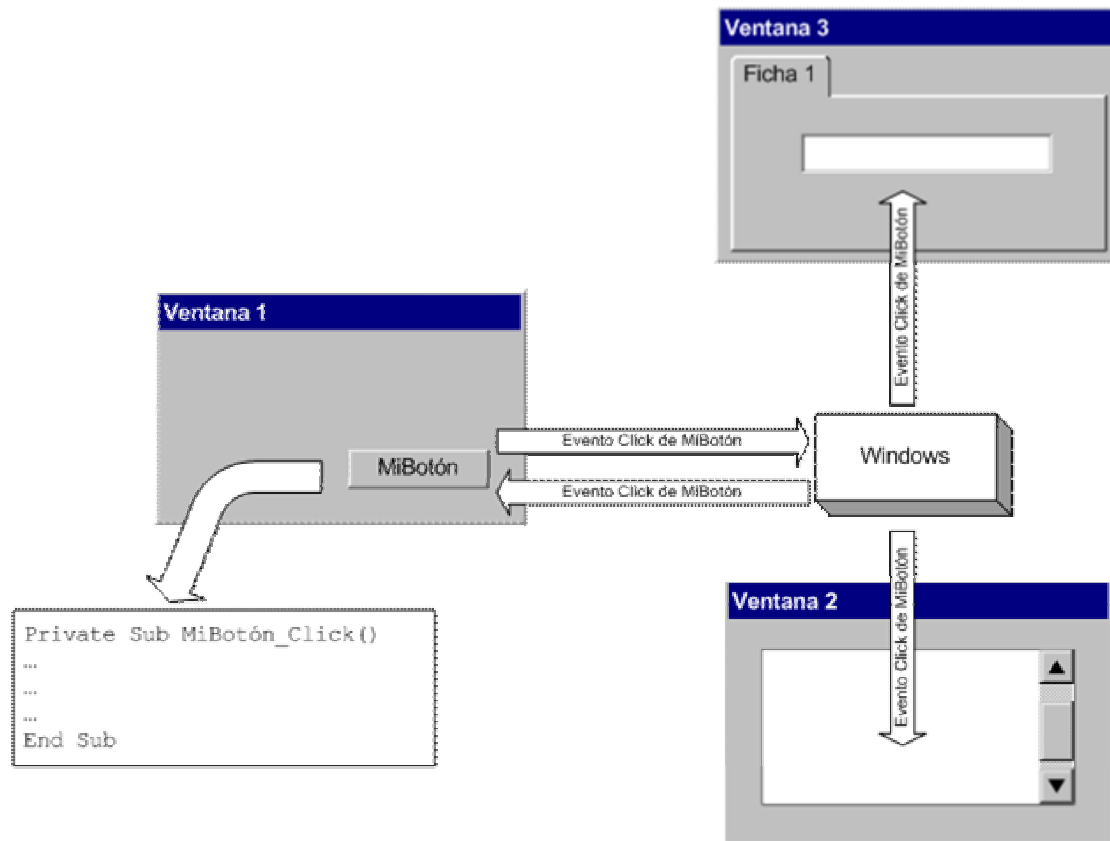 Ventana 3
Ficha 1
Evento Click de MiBotón
Ventana 1
Evento Click de MiBotón
MiBotón
Evento Click de MiBotón
Windows
Evento Click de MiBotón
Ventana 2
Private Sub MiBotón_Click()
…
…
…
End Sub